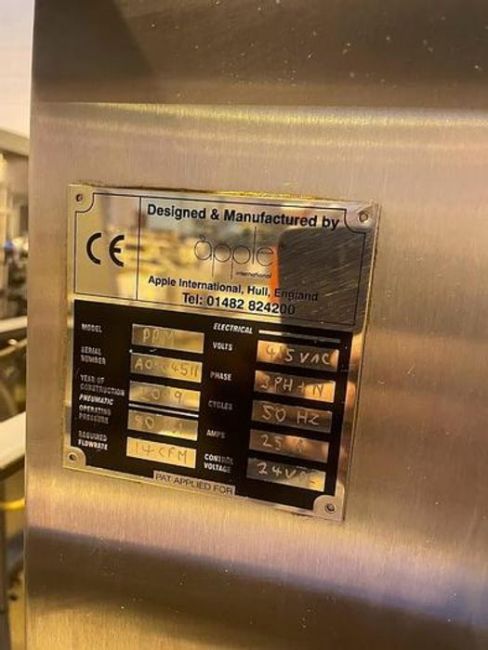 Designed & Manufactured by
CE
apple
international
Apple International, Hull, England
Tel: 01482 824200
MODEL PPM
SERIAL NUMBER
YEAR OF CONSTRUCTION
PNEUMATIC
OPERATING PRESSURE
REQUIRED FLOWRATE 14 CFM
ELECTRICAL
VOLTS 415 VAC
PHASE 3PH+N
CYCLES 50 HZ
AMPS 25
CONTROL VOLTAGE
PAT APPLIED FOR